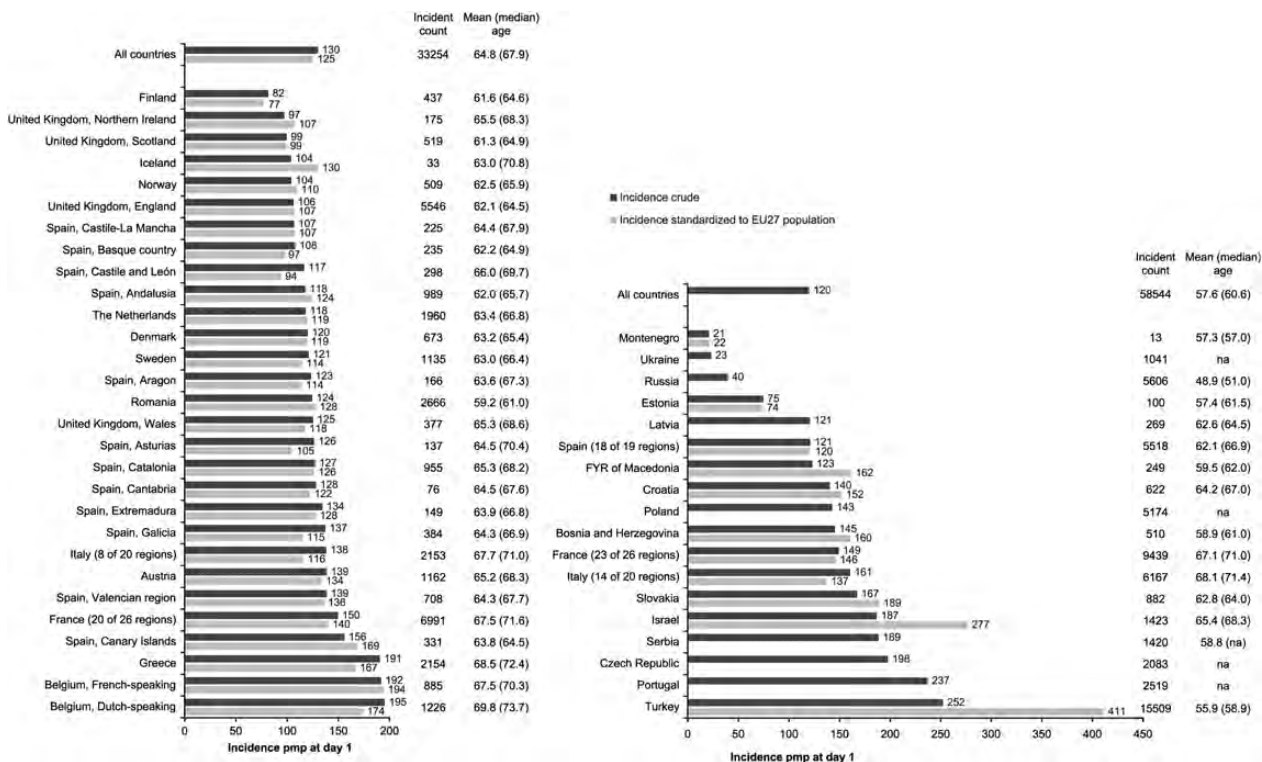 Incident count Mean (median) age
All countries 130 125 33254 64.8 (67.9)
Finland 82 77 437 61.6 (64.6)
United Kingdom, Northern Ireland 97 107 175 65.5 (68.3)
United Kingdom, Scotland 99 99 519 61.3 (64.9)
Iceland 104 130 33 63.0 (70.8)
Norway 104 110 509 62.5 (65.9)
United Kingdom, England 106 107 5546 62.1 (64.5)
Spain, Castile-La Mancha 107 107 225 64.4 (67.9)
Spain, Basque country 108 97 235 62.2 (64.9)
Spain, Castile and León 117 94 298 66.0 (69.7)
Spain, Andalusia 118 124 989 62.0 (65.7)
The Netherlands 118 119 1960 63.4 (66.8)
Denmark 120 119 673 63.2 (65.4)
Sweden 121 114 1135 63.0 (66.4)
Spain, Aragon 123 114 166 63.6 (67.3)
Romania 124 128 2666 59.2 (61.0)
United Kingdom, Wales 125 118 377 65.3 (68.6)
Spain, Asturias 126 105 137 64.5 (70.4)
Spain, Catalonia 127 126 955 65.3 (68.2)
Spain, Cantabria 128 122 76 64.5 (67.6)
Spain, Extremadura 134 128 149 63.9 (66.8)
Spain, Galicia 137 115 384 64.3 (66.9)
Italy (8 of 20 regions) 138 116 2153 67.7 (71.0)
Austria 139 134 1162 65.2 (68.3)
Spain, Valencian region 139 136 708 64.3 (67.7)
France (20 of 26 regions) 150 140 6991 67.5 (71.6)
Spain, Canary Islands 156 169 331 63.8 (64.5)
Greece 191 167 2154 68.5 (72.4)
Belgium, French-speaking 192 194 885 67.5 (70.3)
Belgium, Dutch-speaking 195 174 1226 69.8 (73.7)
0 50 100 150 200
Incidence pmp at day 1
Incidence crude
Incidence standardized to EU27 population
Incident count Mean (median) age
All countries 120 58544 57.6 (60.6)
Montenegro 21 22 13 57.3 (57.0)
Ukraine 23 1041 na
Russia 40 5606 48.9 (51.0)
Estonia 75 74 100 57.4 (61.5)
Latvia 121 269 62.6 (64.5)
Spain (18 of 19 regions) 121 120 5518 62.1 (66.9)
FYR of Macedonia 123 162 249 59.5 (62.0)
Croatia 140 152 622 64.2 (67.0)
Poland 143 5174 na
Bosnia and Herzegovina 145 160 510 58.9 (61.0)
France (23 of 26 regions) 149 146 9439 67.1 (71.0)
Italy (14 of 20 regions) 161 137 6167 68.1 (71.4)
Slovakia 167 189 882 62.8 (64.0)
Israel 187 277 1423 65.4 (68.3)
Serbia 189 1420 58.8 (na)
Czech Republic 198 2083 na
Portugal 237 2519 na
Turkey 252 411 15509 55.9 (58.9)
0 50 100 150 200 250 300 350 400 450
Incidence pmp at day 1